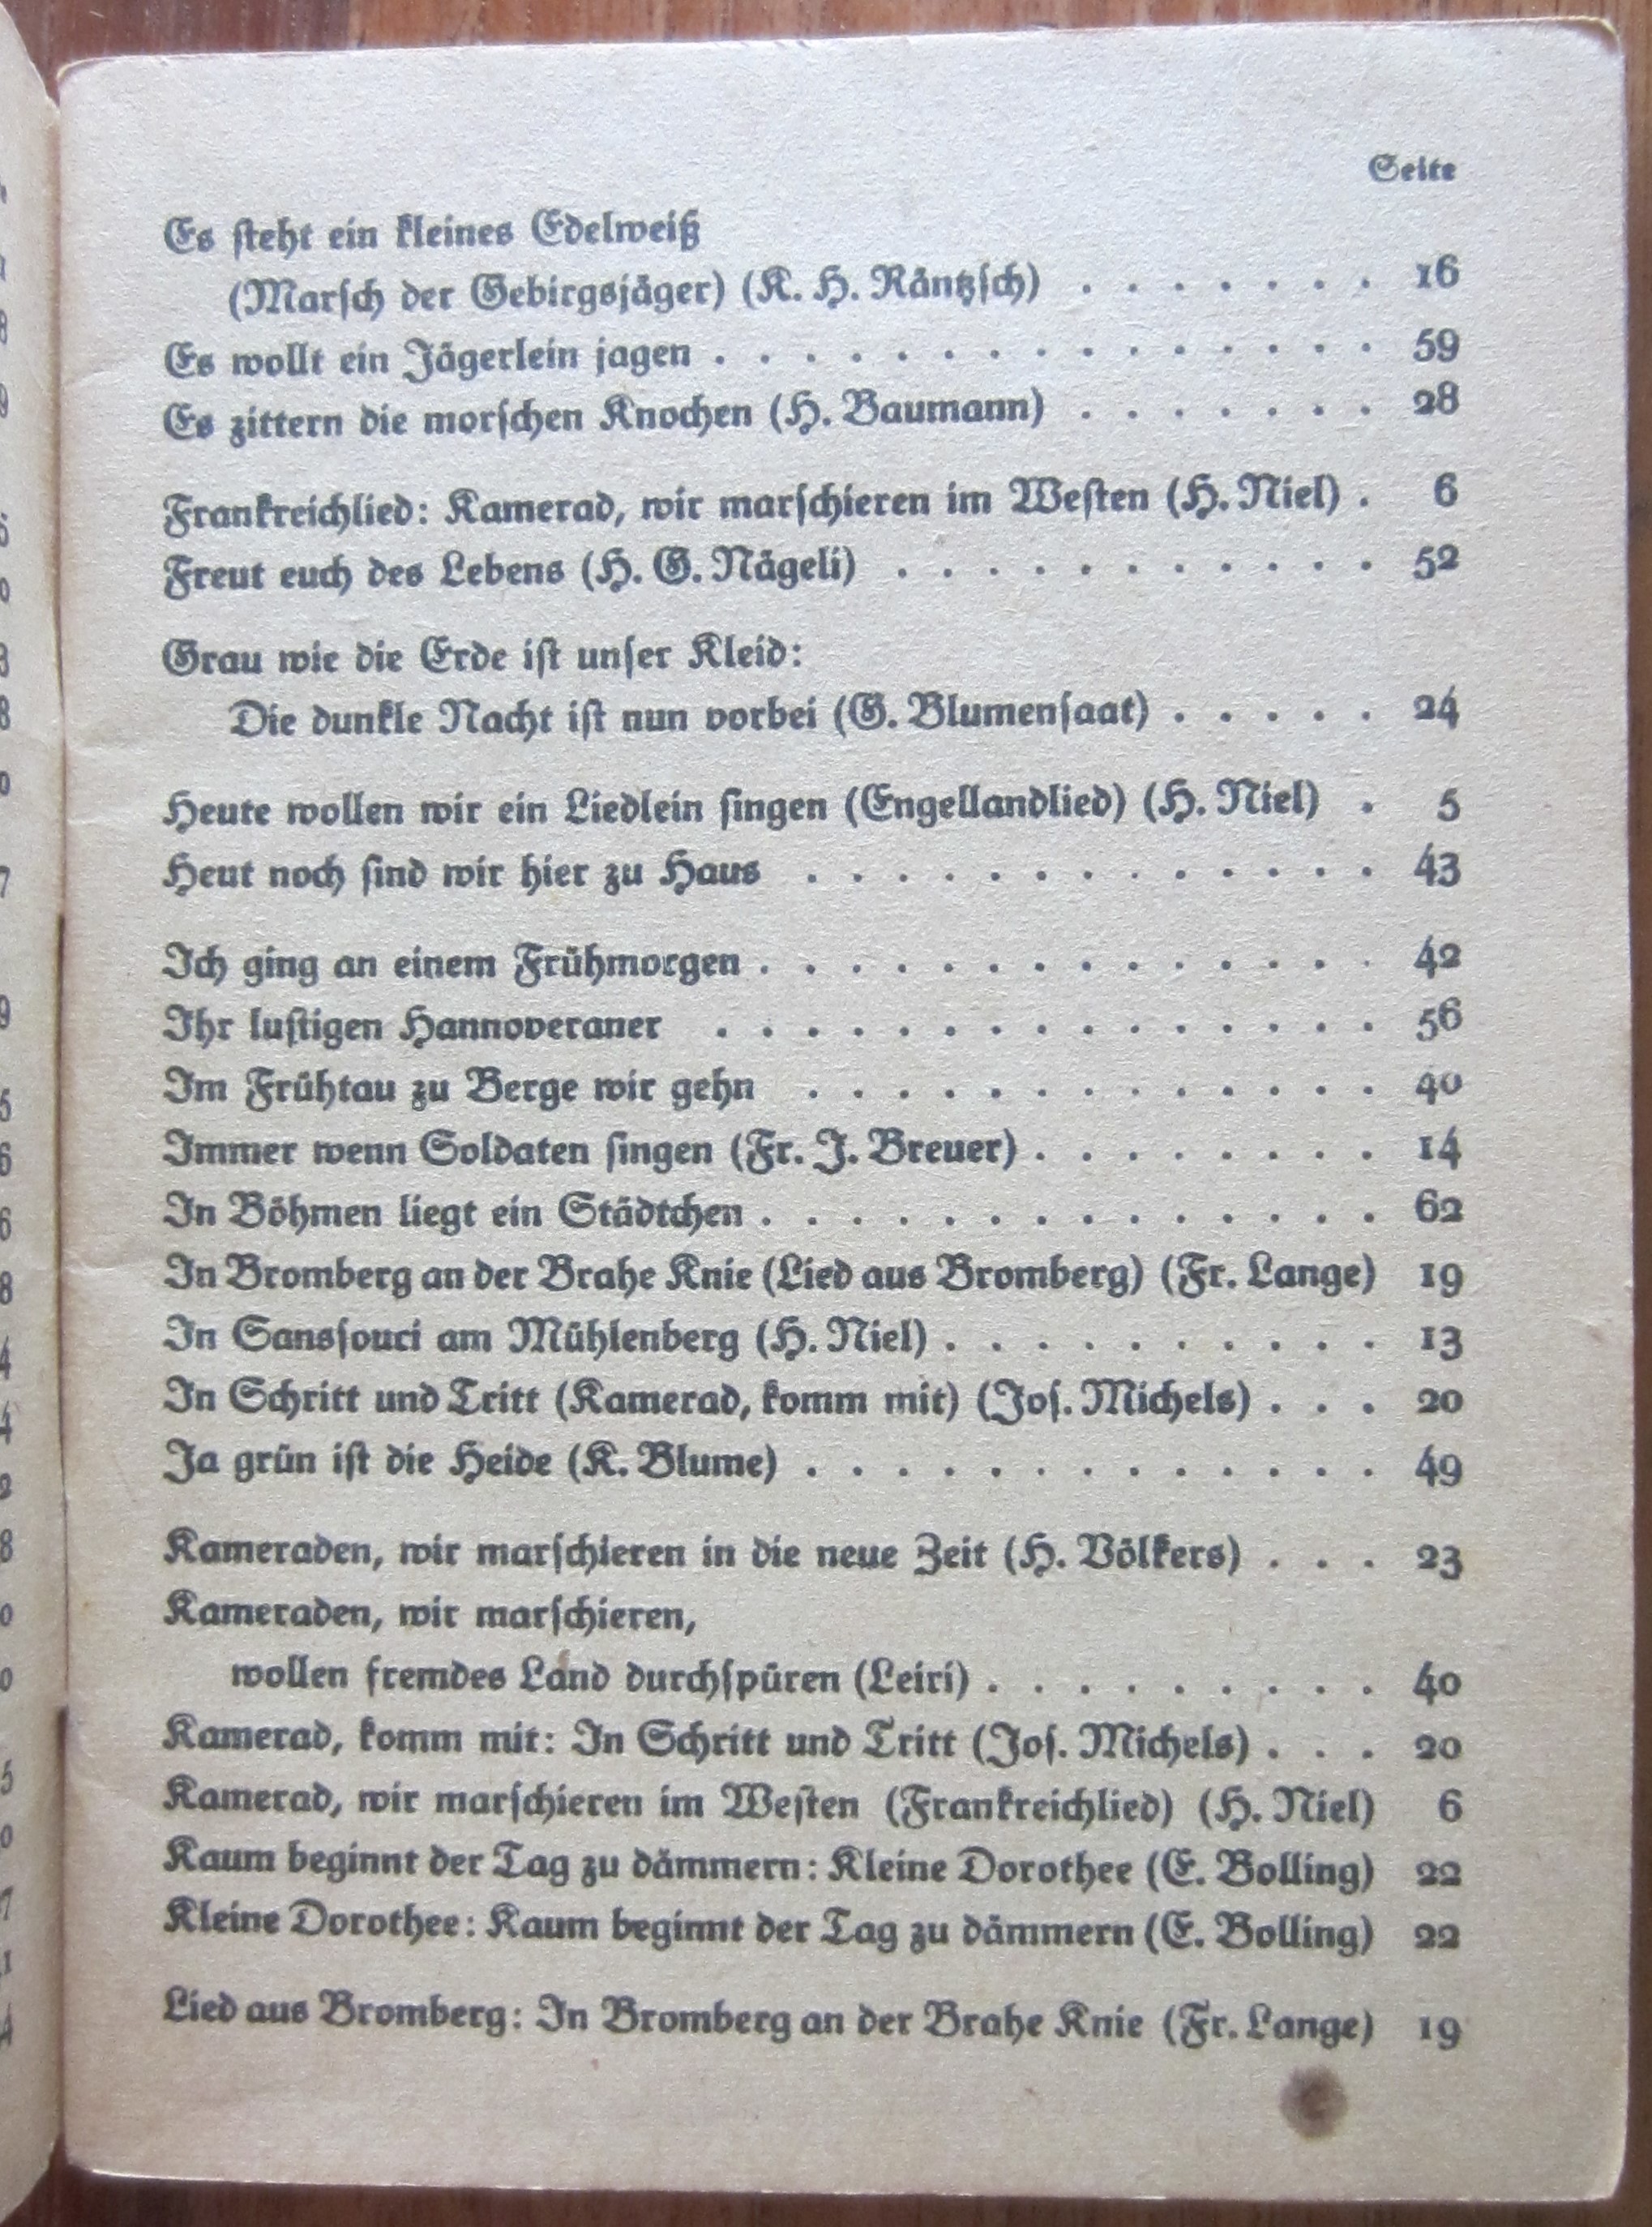 Seite
Es steht ein kleines Edelweiß
(Marsch der Gebirgsjäger) (K. H. Räntzsch) . . . . . . . 16
Es wollt ein Jägerlein jagen . . . . . . . . . . . . . . . 59
Es zittern die morschen Knochen (H. Baumann) . . . . . . . 28
Frankreichlied: Kamerad, wir marschieren im Westen (H. Niel) . 6
Freut euch des Lebens (H. G. Nägeli) . . . . . . . . . . . 52
Grau wie die Erde ist unser Kleid:
Die dunkle Nacht ist nun vorbei (G. Blumensaat) . . . . . 24
Heute wollen wir ein Liedlein singen (Engellandlied) (H. Niel) . 5
Heut noch sind wir hier zu Haus . . . . . . . . . . . . . 43
Ich ging an einem Frühmorgen . . . . . . . . . . . . . . 42
Ihr lustigen Hannoveraner . . . . . . . . . . . . . . . 56
Im Frühtau zu Berge wir gehn . . . . . . . . . . . . . 40
Immer wenn Soldaten singen (Fr. J. Breuer) . . . . . . . . 14
In Böhmen liegt ein Städtchen . . . . . . . . . . . . . . 62
In Bromberg an der Brahe Knie (Lied aus Bromberg) (Fr. Lange) 19
In Sanssouci am Mühlenberg (H. Niel) . . . . . . . . . . 13
In Schritt und Tritt (Kamerad, komm mit) (Jos. Michels) . . . 20
Ja grün ist die Heide (K. Blume) . . . . . . . . . . . . . 49
Kameraden, wir marschieren in die neue Zeit (H. Völkers) . . . 23
Kameraden, wir marschieren,
wollen fremdes Land durchspüren (Leiri) . . . . . . . . . 40
Kamerad, komm mit: In Schritt und Tritt (Jos. Michels) . . . 20
Kamerad, wir marschieren im Westen (Frankreichlied) (H. Niel) 6
Kaum beginnt der Tag zu dämmern: Kleine Dorothee (E. Bolling) 22
Kleine Dorothee: Kaum beginnt der Tag zu dämmern (E. Bolling) 22
Lied aus Bromberg: In Bromberg an der Brahe Knie (Fr. Lange) 19